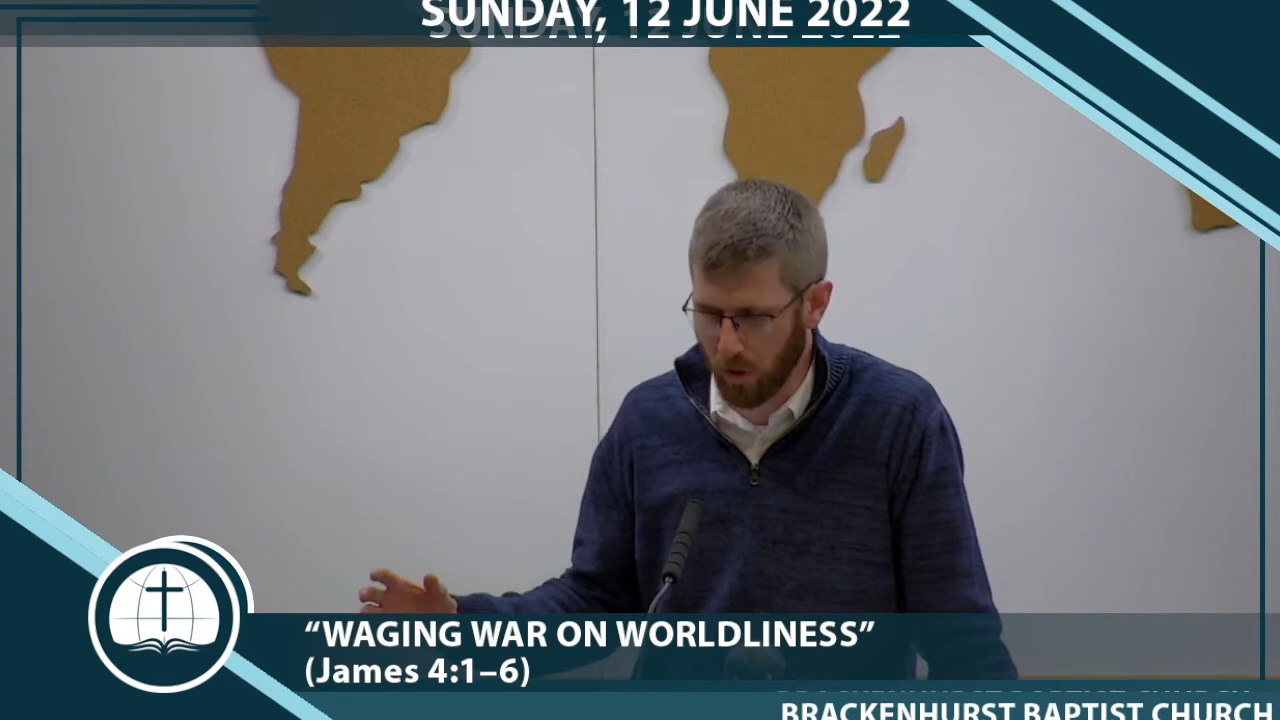 SUNDAY, 12 JUNE 2022
“WAGING WAR ON WORLDLINESS”
(James 4:1–6)
BRACKENHURST BAPTIST CHURCH